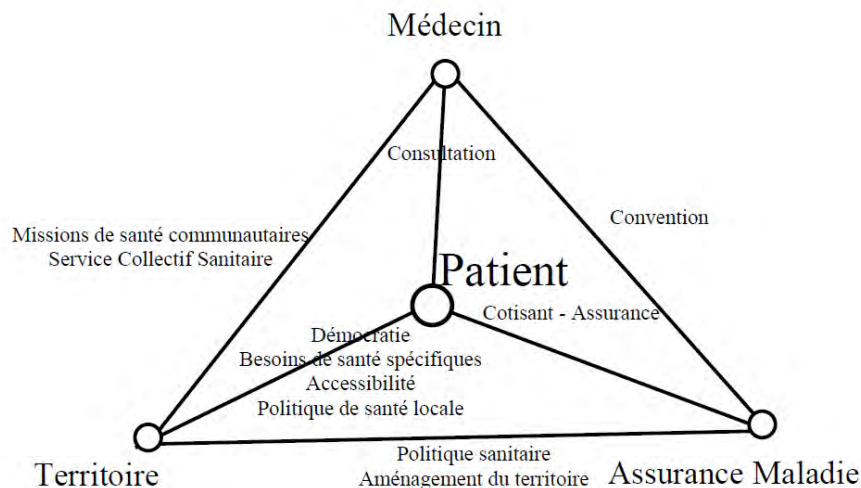 Médecin
Consultation
Missions de santé communautaires
Service Collectif Sanitaire
Convention
Patient
Cotisant - Assurance
Démocratie
Besoins de santé spécifiques
Accessibilité
Politique de santé locale
Politique sanitaire
Aménagement du territoire
Territoire
Assurance Maladie